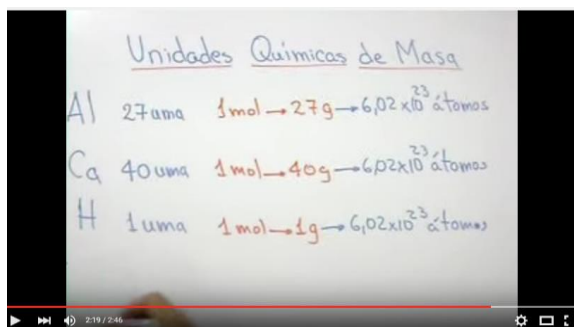 Unidades Químicas de Masa
Al 27uma 1mol→27g→6,02x10²³ átomos
Ca 40uma 1mol→40g→6,02x10²³ átomos
H 1uma 1mol→1g→6,02x10²³ átomos
2:19 / 2:46